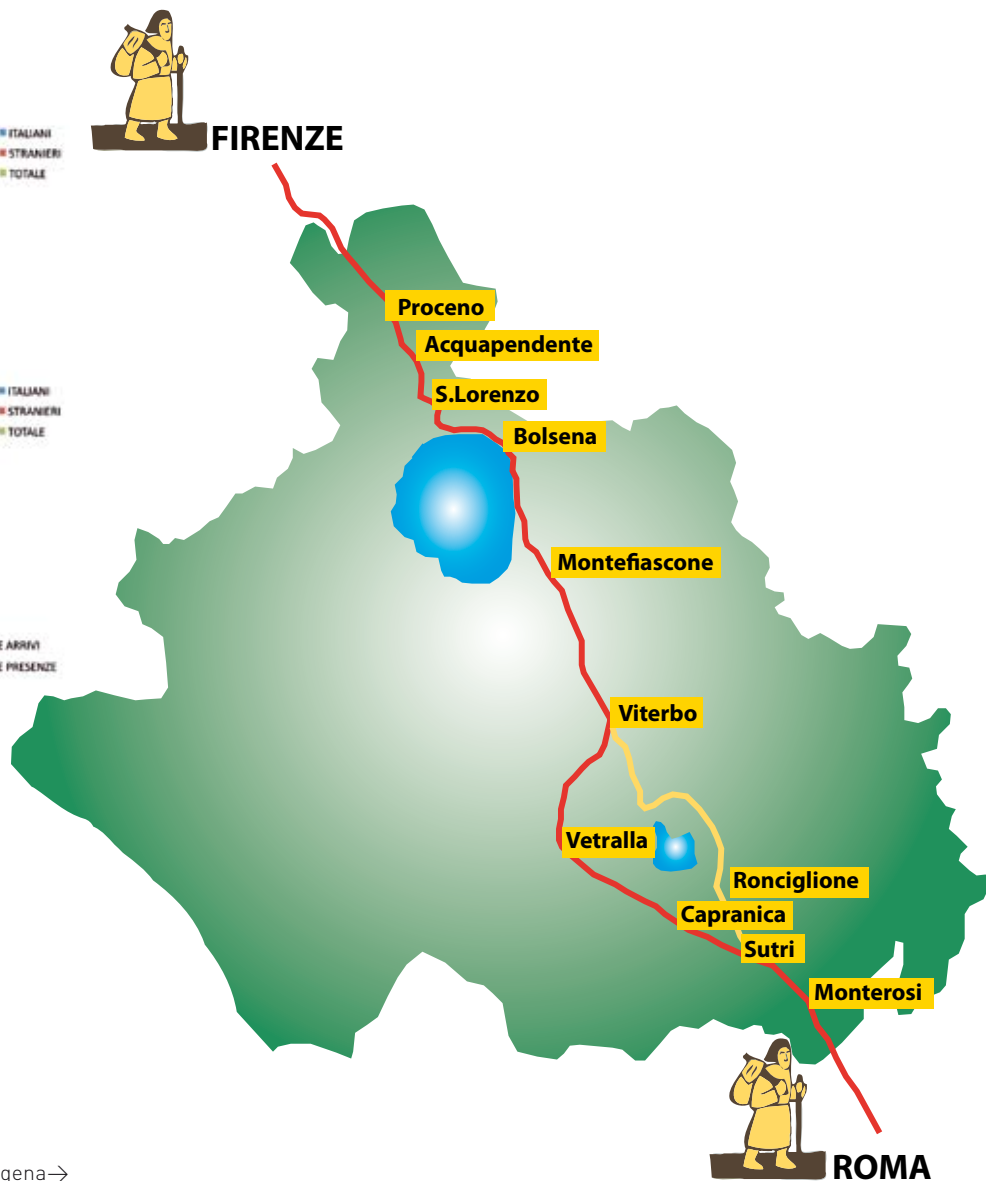 FIRENZE
ITALIANI
STRANIERI
TOTALE
Proceno
Acquapendente
S.Lorenzo
ITALIANI
STRANIERI
TOTALE
Bolsena
Montefiascone
E ARRIVI
E PRESENZE
Viterbo
Vetralla
Ronciglione
Capranica
Sutri
Monterosi
ROMA
gena→